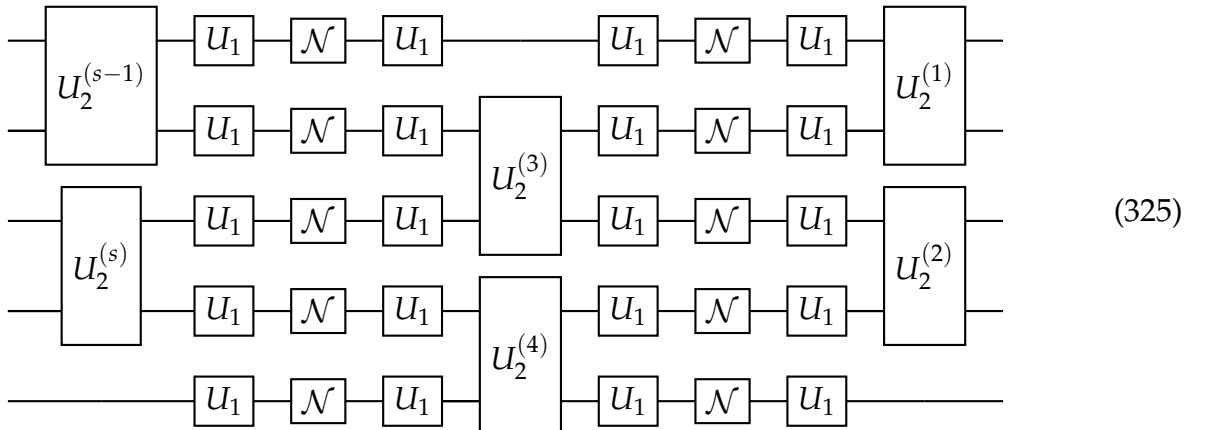 U_2^{(s-1)} U_1 𝒩 U_1 U_1 𝒩 U_1 U_2^{(1)}
U_1 𝒩 U_1 U_1 𝒩 U_1
U_2^{(3)}
U_1 𝒩 U_1 U_1 𝒩 U_1 (325)
U_2^{(s)} U_2^{(2)}
U_1 𝒩 U_1 U_1 𝒩 U_1
U_2^{(4)}
U_1 𝒩 U_1 U_1 𝒩 U_1